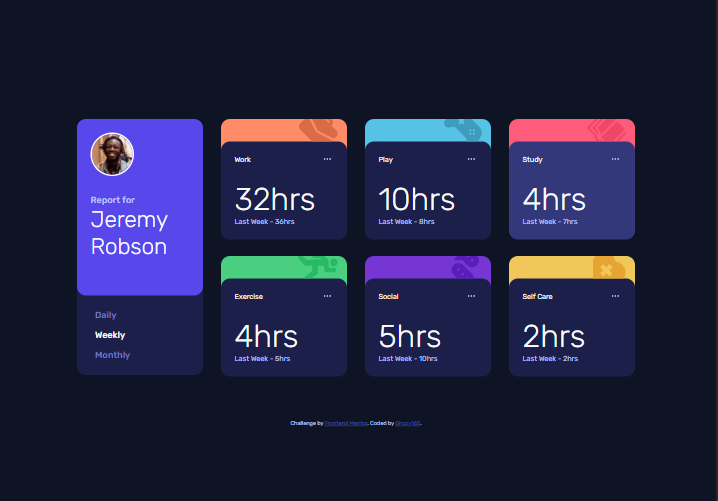 Report for
Jeremy
Robson
Daily
Weekly
Monthly
Work
32hrs
Last Week - 36hrs
Play
10hrs
Last Week - 8hrs
Study
4hrs
Last Week - 7hrs
Exercise
4hrs
Last Week - 5hrs
Social
5hrs
Last Week - 10hrs
Self Care
2hrs
Last Week - 2hrs
Challenge by Frontend Mentor. Coded by